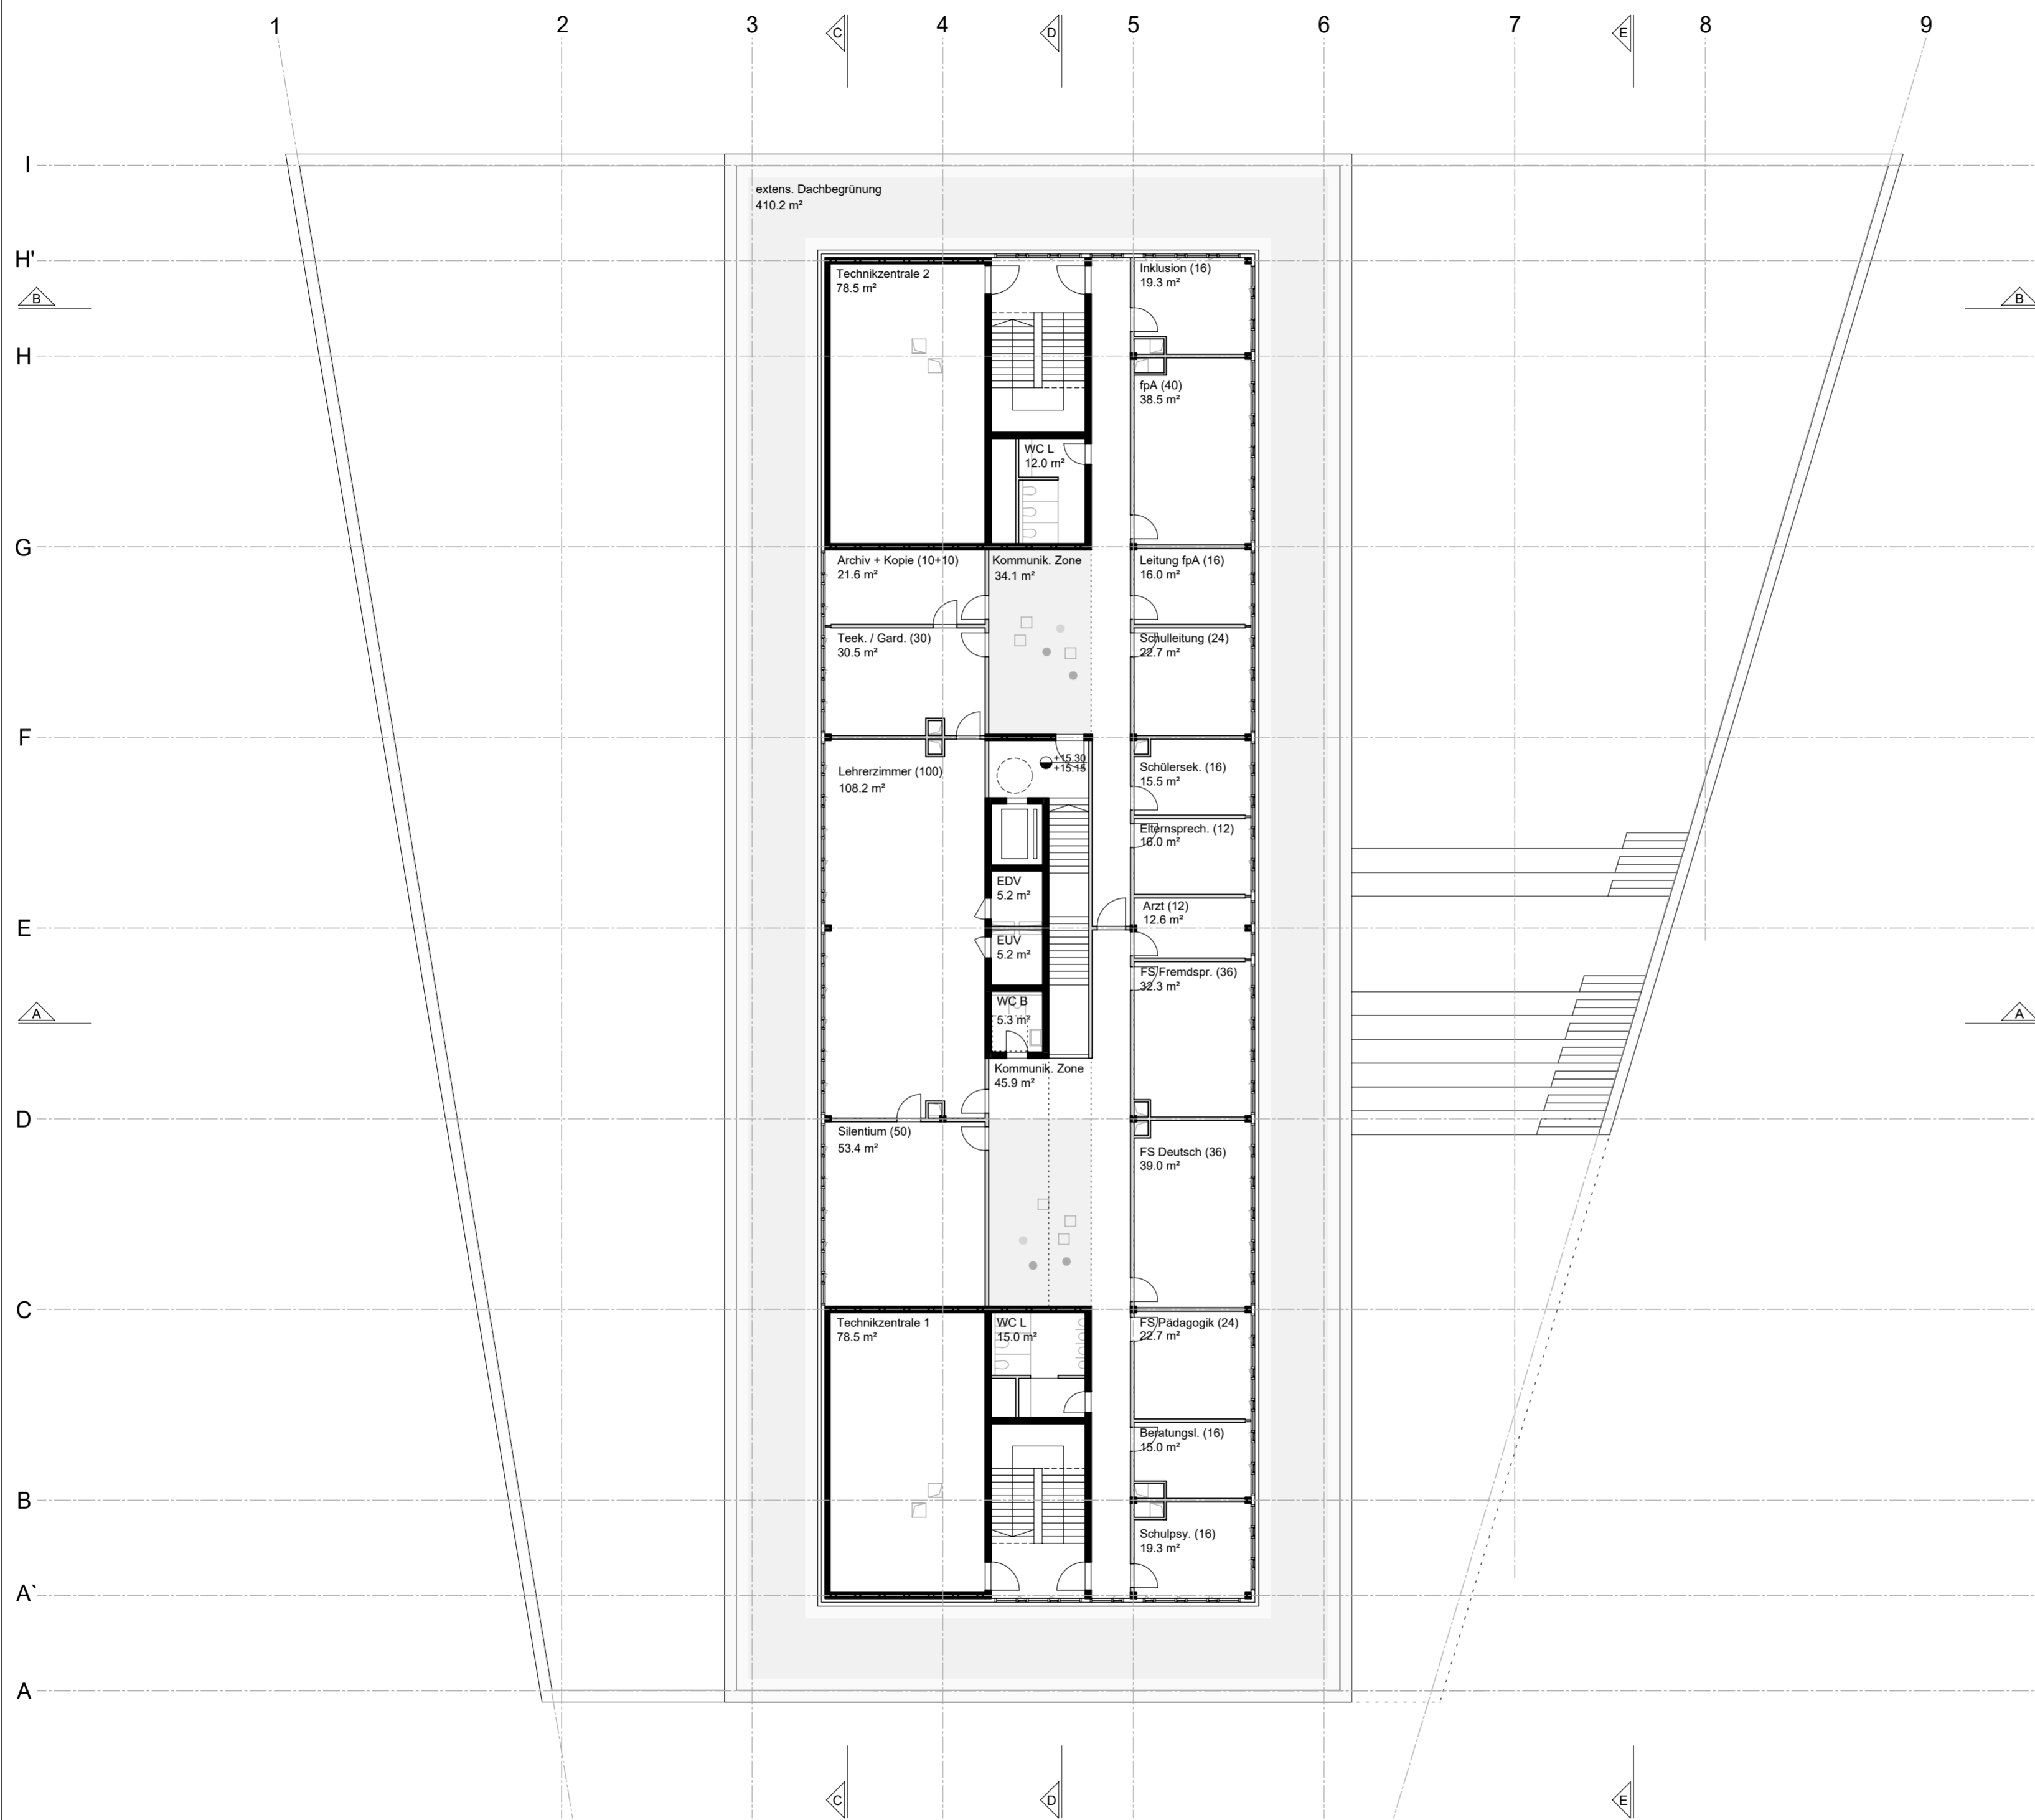 1 2 3 C 4 D 5 6 7 E 8 9
I
extens. Dachbegrünung
410.2 m²
H'
Technikzentrale 2
78.5 m²
Inklusion (16)
19.3 m²
B B
H
fpA (40)
38.5 m²
WC L
12.0 m²
G
Archiv + Kopie (10+10)
21.6 m²
Kommunik. Zone
34.1 m²
Leitung fpA (16)
16.0 m²
Teek. / Gard. (30)
30.5 m²
Schulleitung (24)
22.7 m²
F
Lehrerzimmer (100)
108.2 m²
+15.30
+15.15
Schülersek. (16)
15.5 m²
Elternsprech. (12)
16.0 m²
EDV
5.2 m²
Arzt (12)
12.6 m²
E
EUV
5.2 m²
FS Fremdspr. (36)
32.3 m²
WC B
5.3 m²
A A
Kommunik. Zone
45.9 m²
D
Silentium (50)
53.4 m²
FS Deutsch (36)
39.0 m²
C
Technikzentrale 1
78.5 m²
WC L
15.0 m²
FS Pädagogik (24)
22.7 m²
Beratungsl. (16)
15.0 m²
B
Schulpsy. (16)
19.3 m²
A`
A
C D E